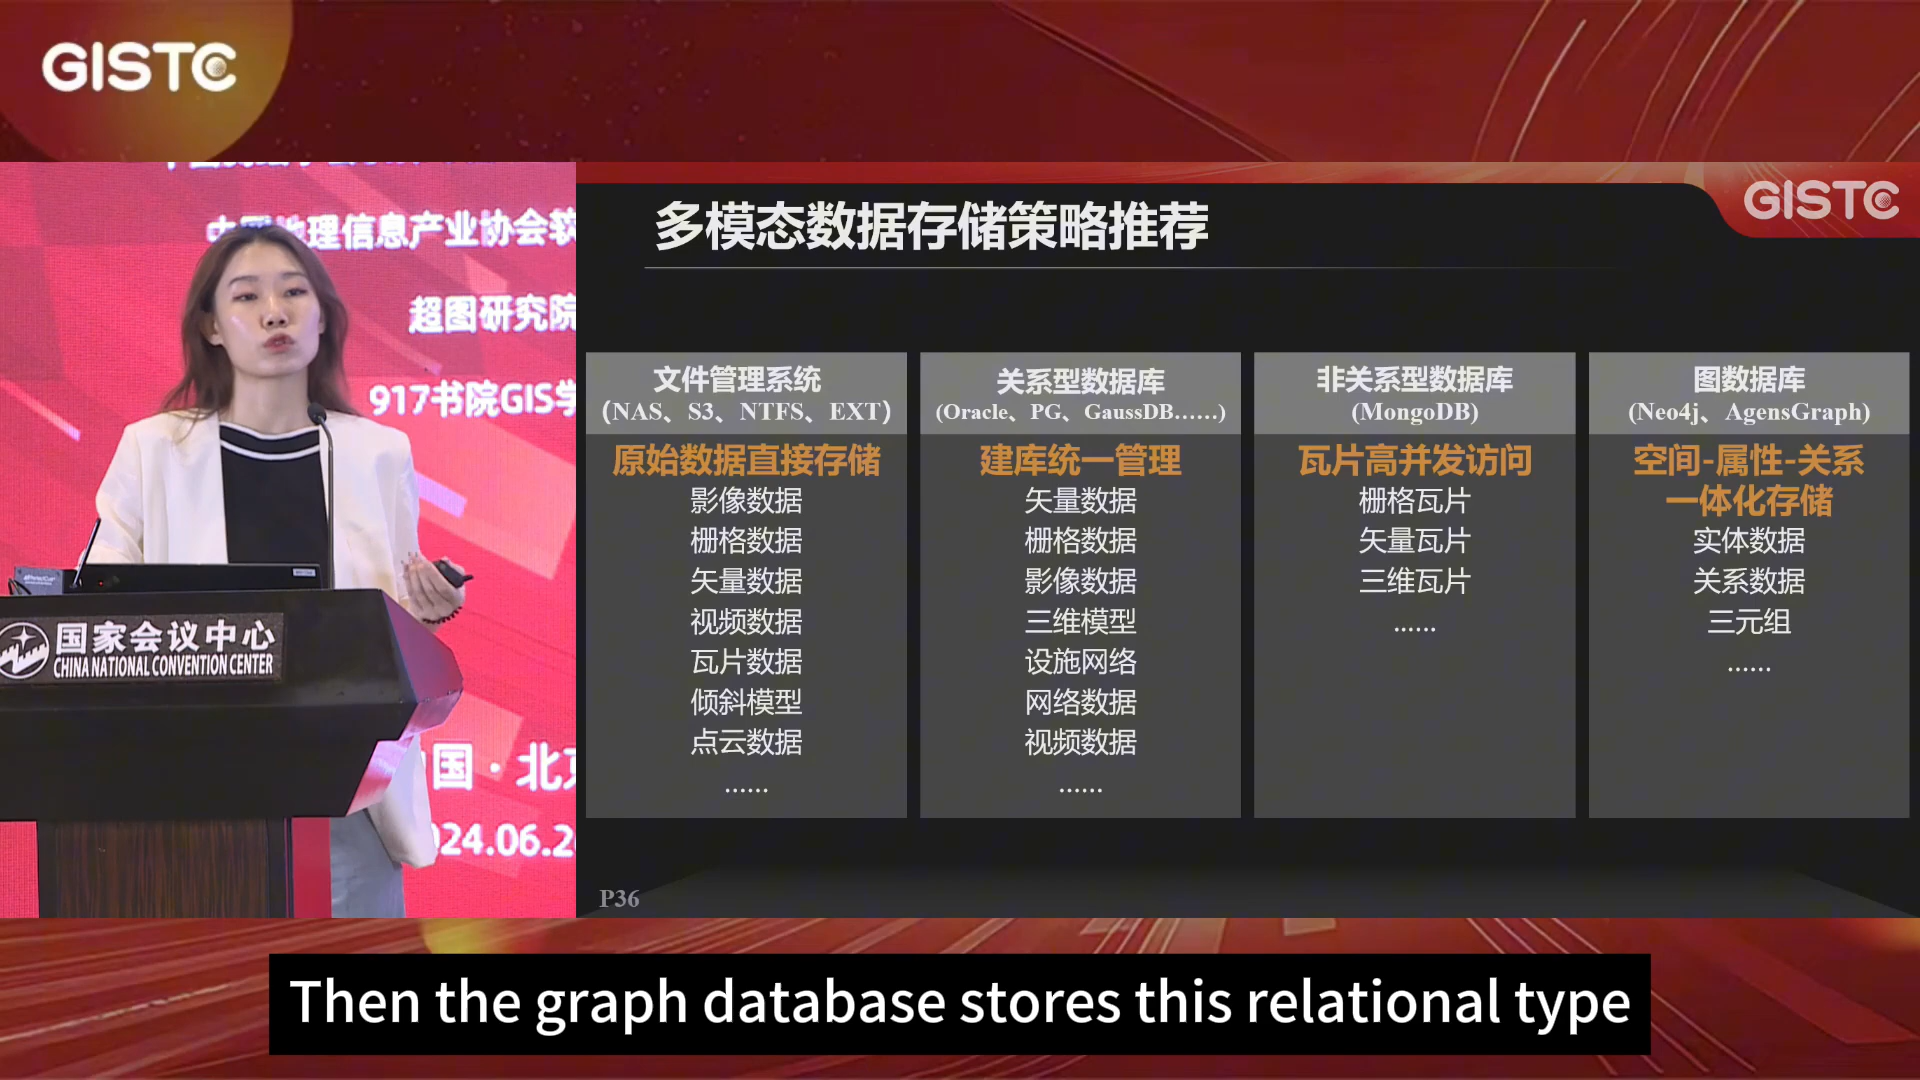 GISTC
地理信息产业协会软
超图研究院
917书院GIS学
国·北京
024.06.2
国家会议中心
CHINA NATIONAL CONVENTION CENTER
GISTC
多模态数据存储策略推荐
文件管理系统
（NAS、S3、NTFS、EXT）
原始数据直接存储
影像数据
栅格数据
矢量数据
视频数据
瓦片数据
倾斜模型
点云数据
······
关系型数据库
(Oracle、PG、GaussDB……)
建库统一管理
矢量数据
栅格数据
影像数据
三维模型
设施网络
网络数据
视频数据
······
非关系型数据库
(MongoDB)
瓦片高并发访问
栅格瓦片
矢量瓦片
三维瓦片
······
图数据库
(Neo4j、AgensGraph)
空间-属性-关系
一体化存储
实体数据
关系数据
三元组
······
P36
Then the graph database stores this relational type